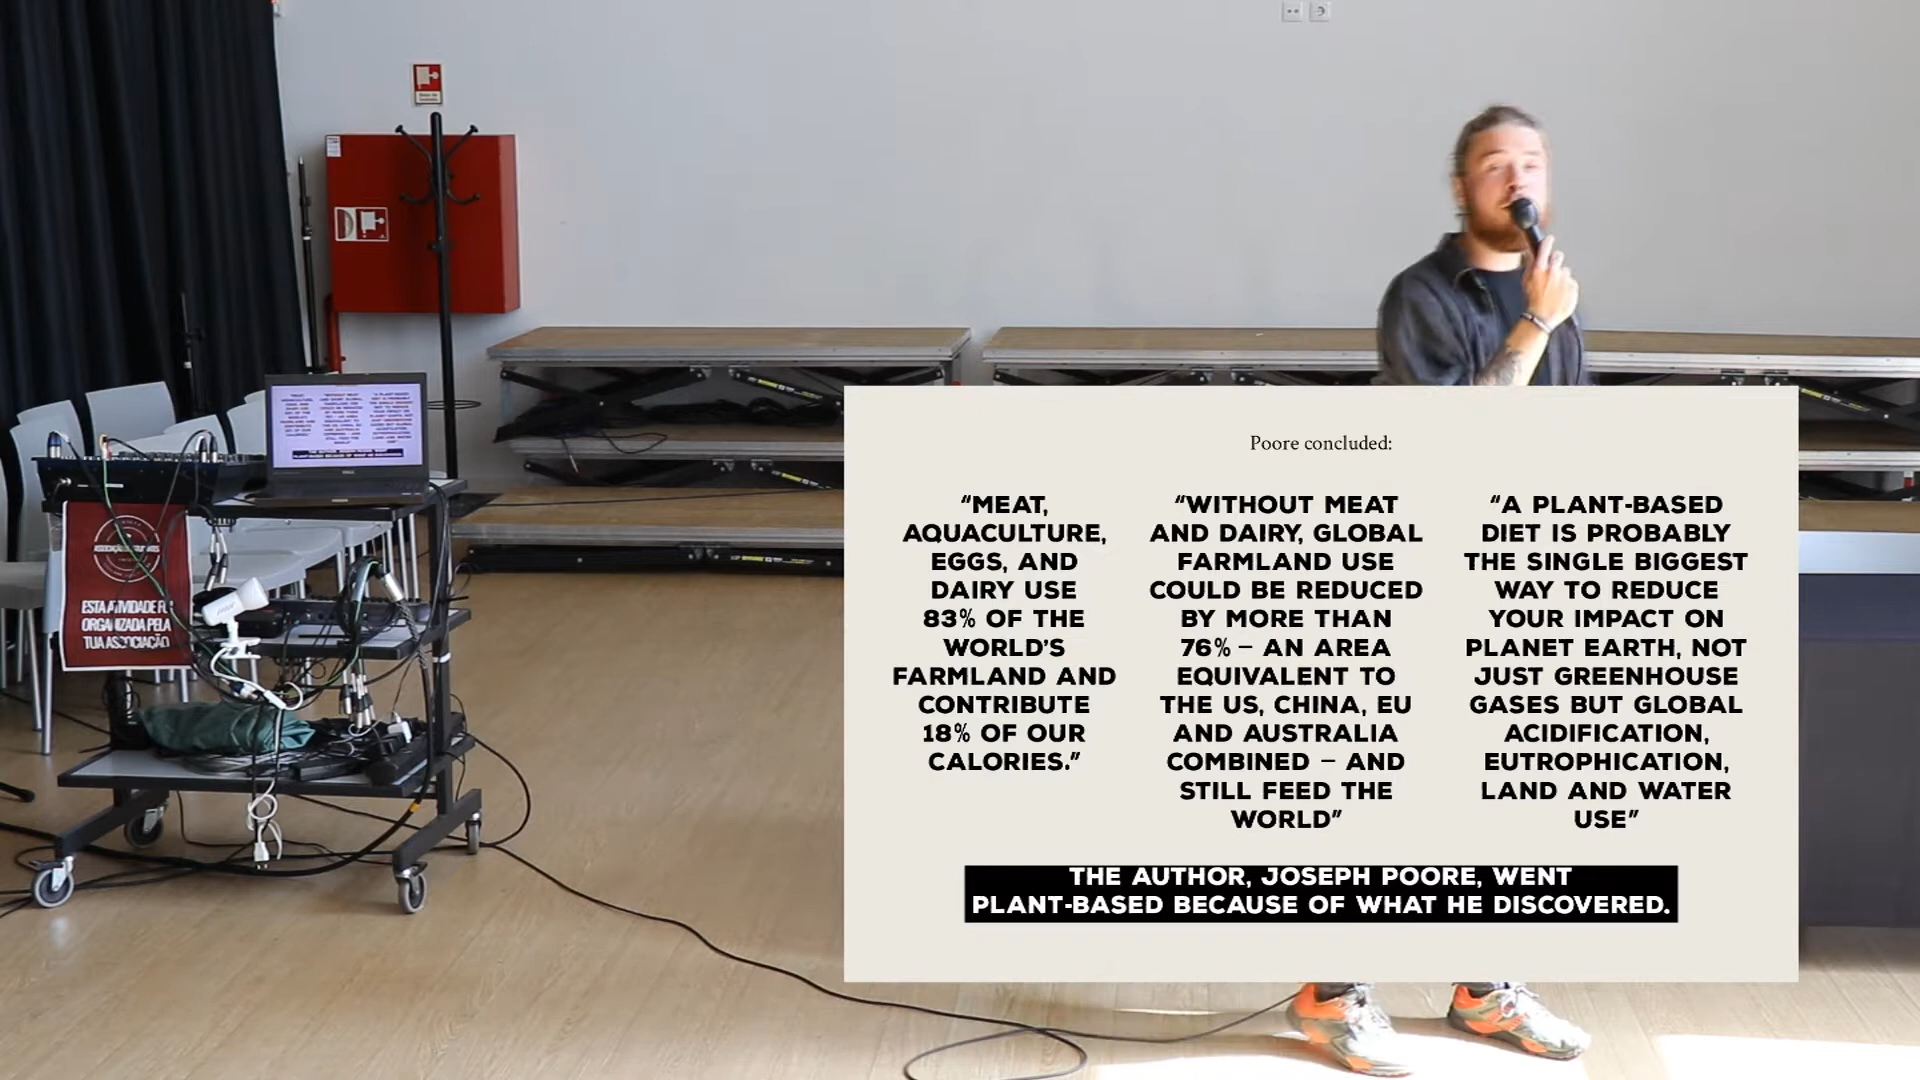 Poore concluded:
“MEAT,
AQUACULTURE,
EGGS, AND
DAIRY USE
83% OF THE
WORLD’S
FARMLAND AND
CONTRIBUTE
18% OF OUR
CALORIES.”
“WITHOUT MEAT
AND DAIRY, GLOBAL
FARMLAND USE
COULD BE REDUCED
BY MORE THAN
76% – AN AREA
EQUIVALENT TO
THE US, CHINA, EU
AND AUSTRALIA
COMBINED – AND
STILL FEED THE
WORLD”
“A PLANT-BASED
DIET IS PROBABLY
THE SINGLE BIGGEST
WAY TO REDUCE
YOUR IMPACT ON
PLANET EARTH, NOT
JUST GREENHOUSE
GASES BUT GLOBAL
ACIDIFICATION,
EUTROPHICATION,
LAND AND WATER
USE”
THE AUTHOR, JOSEPH POORE, WENT
PLANT-BASED BECAUSE OF WHAT HE DISCOVERED.
ESTA ATIVIDADE
ORGANIZADA PELA
TUA ASSOCIAÇÃO